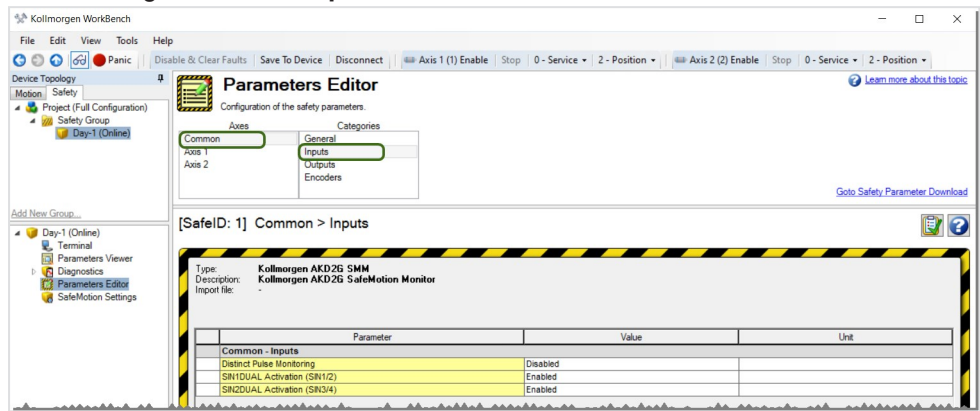 Kollmorgen WorkBench
File Edit View Tools Help
Panic Disable & Clear Faults Save To Device Disconnect Axis 1 (1) Enable Stop 0 - Service 2 - Position Axis 2 (2) Enable Stop 0 - Service 2 - Position
Device Topology
Motion Safety
Project (Full Configuration)
Safety Group
Day-1 (Online)
Add New Group...
Day-1 (Online)
Terminal
Parameters Viewer
Diagnostics
Parameters Editor
SafeMotion Settings
Parameters Editor
Learn more about this topic
Configuration of the safety parameters.
Axes Categories
Common General
Axis 1 Inputs
Axis 2 Outputs
Encoders
Goto Safety Parameter Download
[SafeID: 1] Common > Inputs
Type: Kollmorgen AKD2G SMM
Description: Kollmorgen AKD2G SafeMotion Monitor
Import file: -
Parameter Value Unit
Common - Inputs
Distinct Pulse Monitoring Disabled
SIN1DUAL Activation (SIN1/2) Enabled
SIN2DUAL Activation (SIN3/4) Enabled